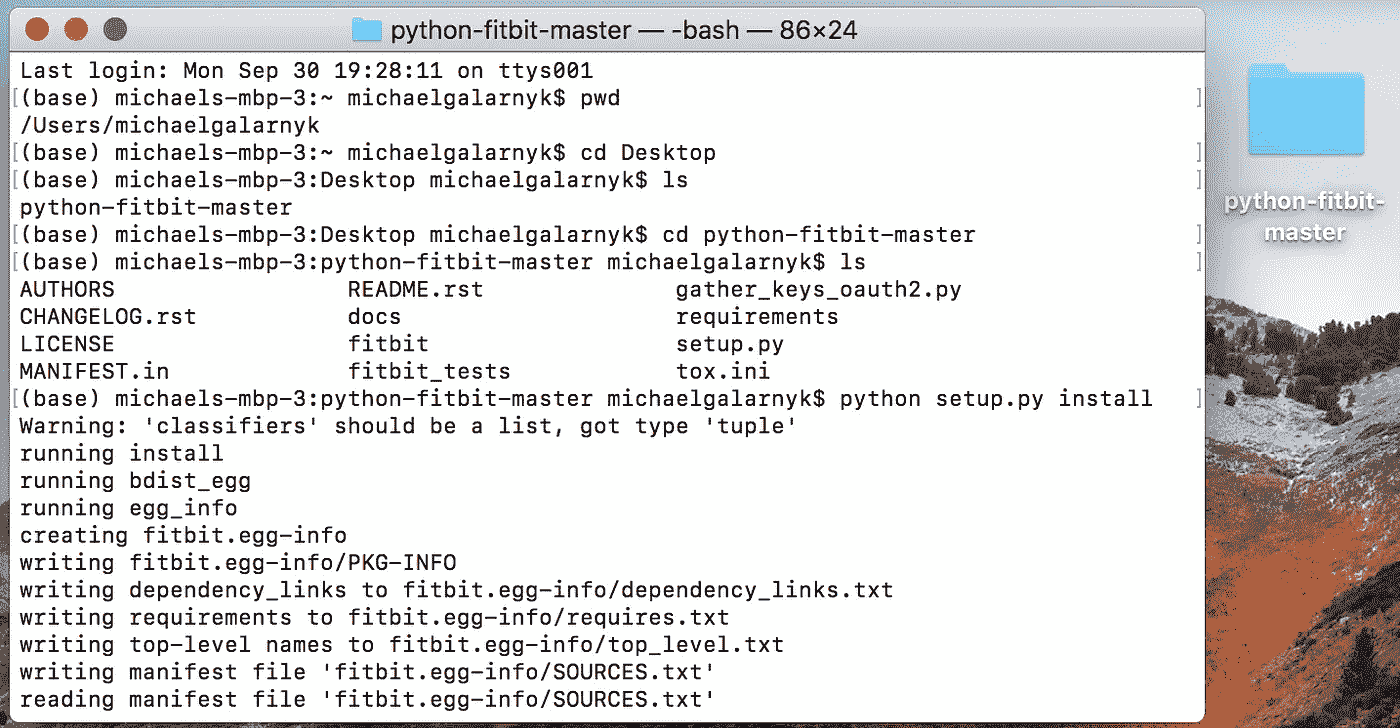 python-fitbit-master — -bash — 86×24
Last login: Mon Sep 30 19:28:11 on ttys001
[(base) michaels-mbp-3:~ michaelgalarnyk$ pwd ]
/Users/michaelgalarnyk
[(base) michaels-mbp-3:~ michaelgalarnyk$ cd Desktop ]
[(base) michaels-mbp-3:Desktop michaelgalarnyk$ ls ]
python-fitbit-master
[(base) michaels-mbp-3:Desktop michaelgalarnyk$ cd python-fitbit-master ]
[(base) michaels-mbp-3:python-fitbit-master michaelgalarnyk$ ls ]
AUTHORS README.rst gather_keys_oauth2.py
CHANGELOG.rst docs requirements
LICENSE fitbit setup.py
MANIFEST.in fitbit_tests tox.ini
[(base) michaels-mbp-3:python-fitbit-master michaelgalarnyk$ python setup.py install ]
Warning: 'classifiers' should be a list, got type 'tuple'
running install
running bdist_egg
running egg_info
creating fitbit.egg-info
writing fitbit.egg-info/PKG-INFO
writing dependency_links to fitbit.egg-info/dependency_links.txt
writing requirements to fitbit.egg-info/requires.txt
writing top-level names to fitbit.egg-info/top_level.txt
writing manifest file 'fitbit.egg-info/SOURCES.txt'
reading manifest file 'fitbit.egg-info/SOURCES.txt'
python-fitbit-
master